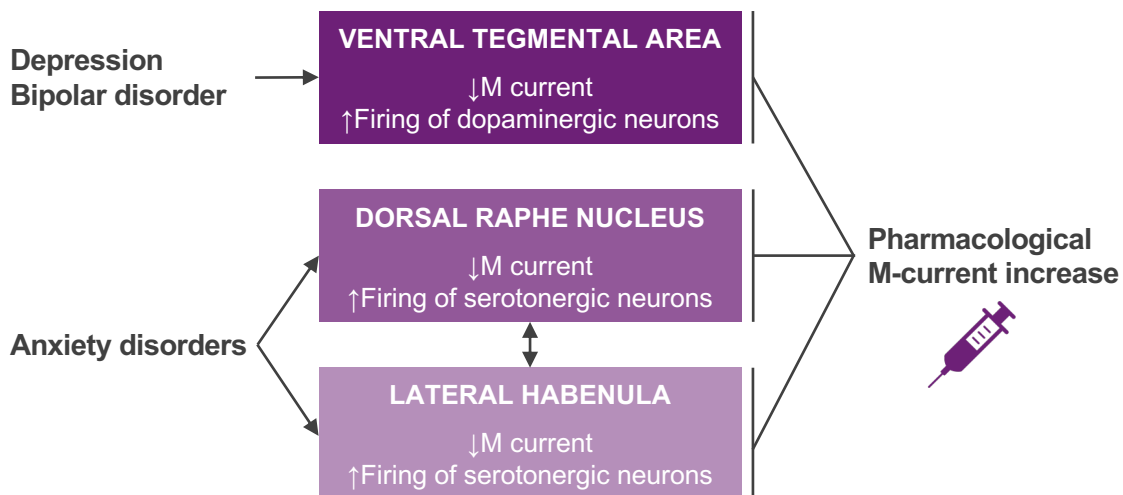 Depression
Bipolar disorder
VENTRAL TEGMENTAL AREA
↓M current
↑Firing of dopaminergic neurons
DORSAL RAPHE NUCLEUS
↓M current
↑Firing of serotonergic neurons
Anxiety disorders
LATERAL HABENULA
↓M current
↑Firing of serotonergic neurons
Pharmacological
M-current increase